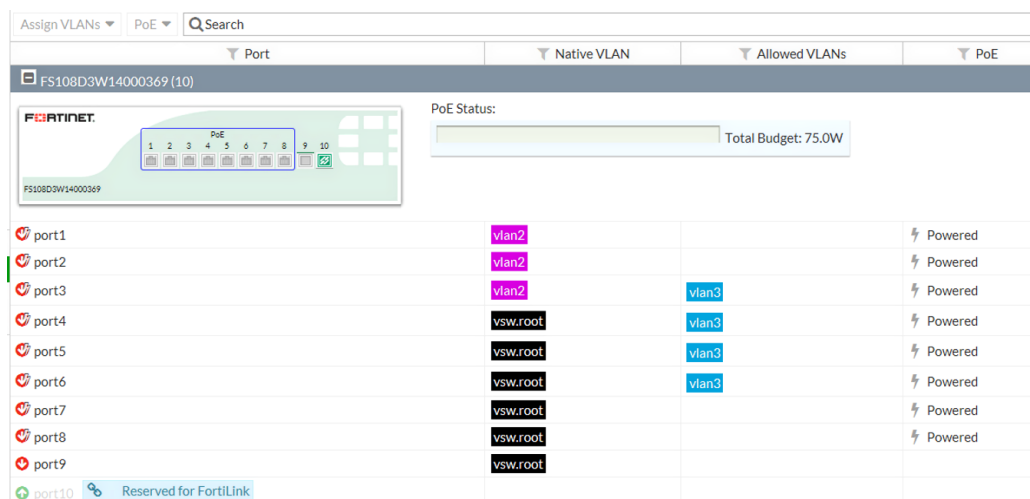 Assign VLANs PoE Search
Port Native VLAN Allowed VLANs PoE
FS108D3W14000369 (10)
PoE Status:
FORTINET.
PoE
1 2 3 4 5 6 7 8 9 10
Total Budget: 75.0W
FS108D3W14000369
port1 vlan2 Powered
port2 vlan2 Powered
port3 vlan2 vlan3 Powered
port4 vsw.root vlan3 Powered
port5 vsw.root vlan3 Powered
port6 vsw.root vlan3 Powered
port7 vsw.root Powered
port8 vsw.root Powered
port9 vsw.root
port10 Reserved for FortiLink